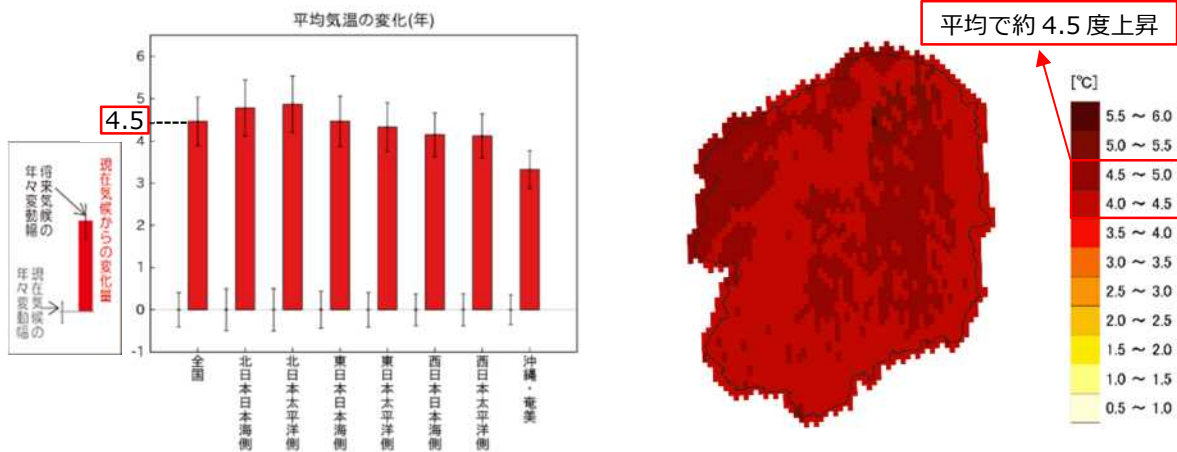 平均気温の変化(年)
6
5
4.5
4
3
2
1
0
-1
将来気候の
年々変動幅
現在気候からの変化量
現在気候の
年々変動幅
全国
北日本日本海側
北日本太平洋側
東日本日本海側
東日本太平洋側
西日本日本海側
西日本太平洋側
沖縄・奄美
平均で約 4.5 度上昇
[℃]
5.5 ～ 6.0
5.0 ～ 5.5
4.5 ～ 5.0
4.0 ～ 4.5
3.5 ～ 4.0
3.0 ～ 3.5
2.5 ～ 3.0
2.0 ～ 2.5
1.5 ～ 2.0
1.0 ～ 1.5
0.5 ～ 1.0